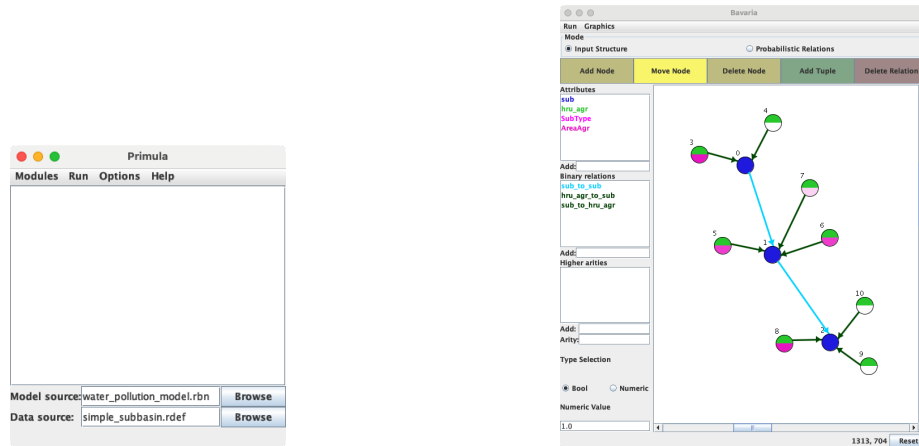 Primula
Modules Run Options Help
Model source: water_pollution_model.rbn Browse
Data source: simple_subbasin.rdef Browse
Bavaria
Run Graphics
Mode
Input Structure Probabilistic Relations
Add Node Move Node Delete Node Add Tuple Delete Relation
Attributes
sub
hru_agr
SubType
AreaAgr
Add:
Binary relations
sub_to_sub
hru_agr_to_sub
sub_to_hru_agr
Add:
Higher arities
Add:
Arity:
Type Selection
Bool Numeric
Numeric Value
1.0
4
3
0
7
6
5
1
10
8
2
9
1313, 704 Reset